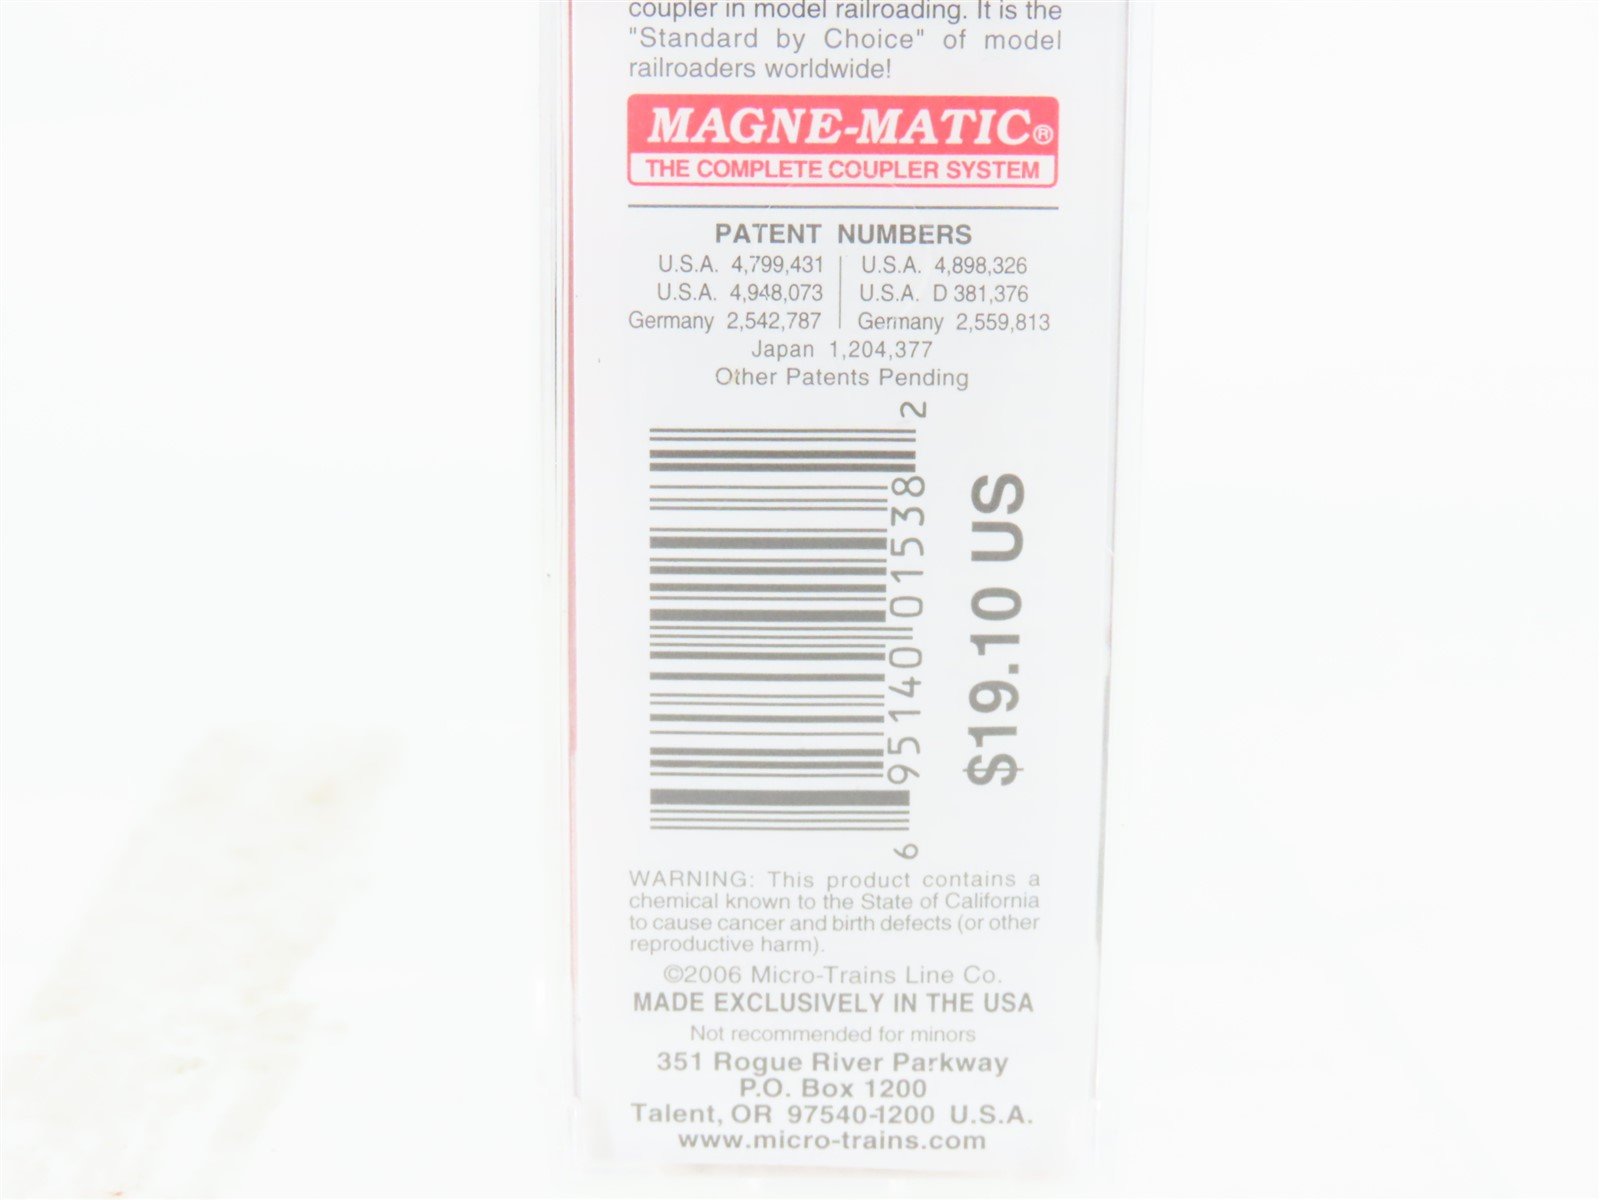 coupler in model railroading. It is the
"Standard by Choice" of model
railroaders worldwide!
MAGNE-MATIC®
THE COMPLETE COUPLER SYSTEM
PATENT NUMBERS
U.S.A. 4,799,431 U.S.A. 4,898,326
U.S.A. 4,948,073 U.S.A. D 381,376
Germany 2,542,787 Germany 2,559,813
Japan 1,204,377
Other Patents Pending
6 95140 01538 2
$19.10 US
WARNING: This product contains a
chemical known to the State of California
to cause cancer and birth defects (or other
reproductive harm).
©2006 Micro-Trains Line Co.
MADE EXCLUSIVELY IN THE USA
Not recommended for minors
351 Rogue River Parkway
P.O. Box 1200
Talent, OR 97540-1200 U.S.A.
www.micro-trains.com